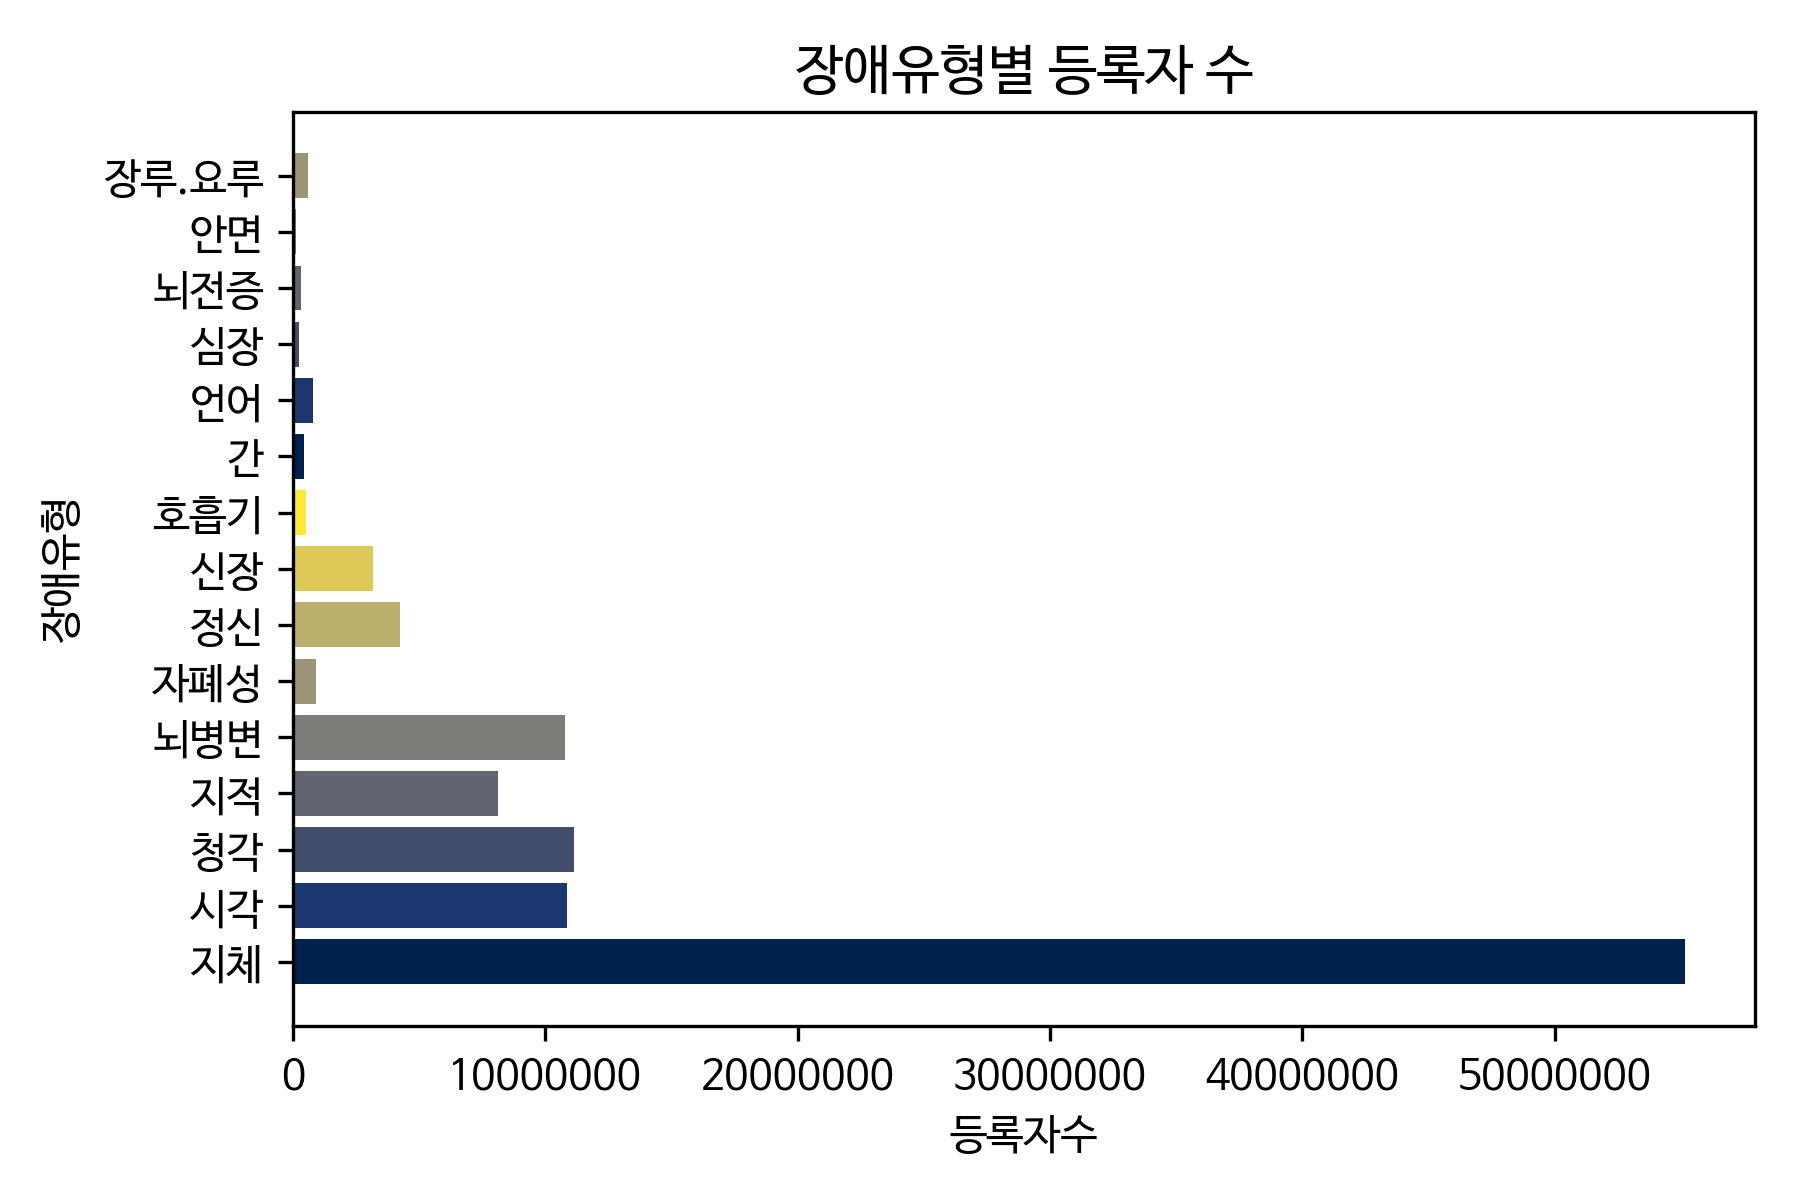 장애유형별 등록자 수
장애유형
장루.요루
안면
뇌전증
심장
언어
간
호흡기
신장
정신
자폐성
뇌병변
지적
청각
시각
지체
0 10000000 20000000 30000000 40000000 50000000
등록자수